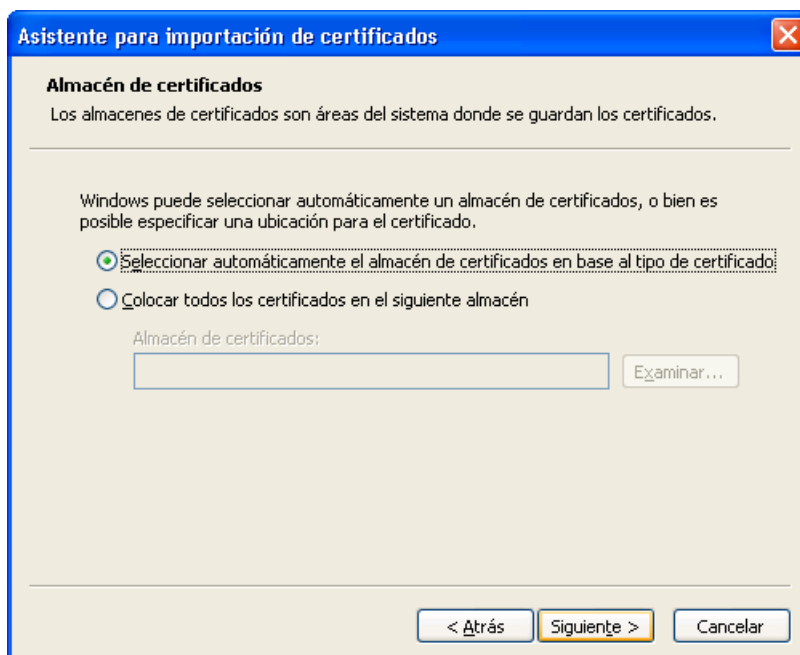 Asistente para importación de certificados
Almacén de certificados
Los almacenes de certificados son áreas del sistema donde se guardan los certificados.
Windows puede seleccionar automáticamente un almacén de certificados, o bien es
posible especificar una ubicación para el certificado.
Seleccionar automáticamente el almacén de certificados en base al tipo de certificado
Colocar todos los certificados en el siguiente almacén
Almacén de certificados:
Examinar...
< Atrás Siguiente > Cancelar